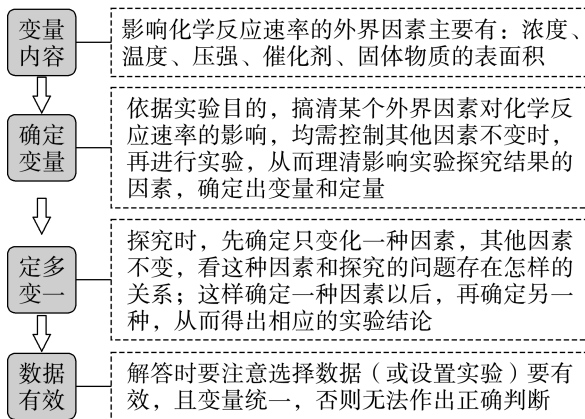 变量
内容
影响化学反应速率的外界因素主要有：浓度、
温度、压强、催化剂、固体物质的表面积
确定
变量
依据实验目的，搞清某个外界因素对化学反
应速率的影响，均需控制其他因素不变时，
再进行实验，从而理清影响实验探究结果的
因素，确定出变量和定量
定多
变一
探究时，先确定只变化一种因素，其他因素
不变，看这种因素和探究的问题存在怎样的
关系；这样确定一种因素以后，再确定另一
种，从而得出相应的实验结论
数据
有效
解答时要注意选择数据（或设置实验）要有
效，且变量统一，否则无法作出正确判断